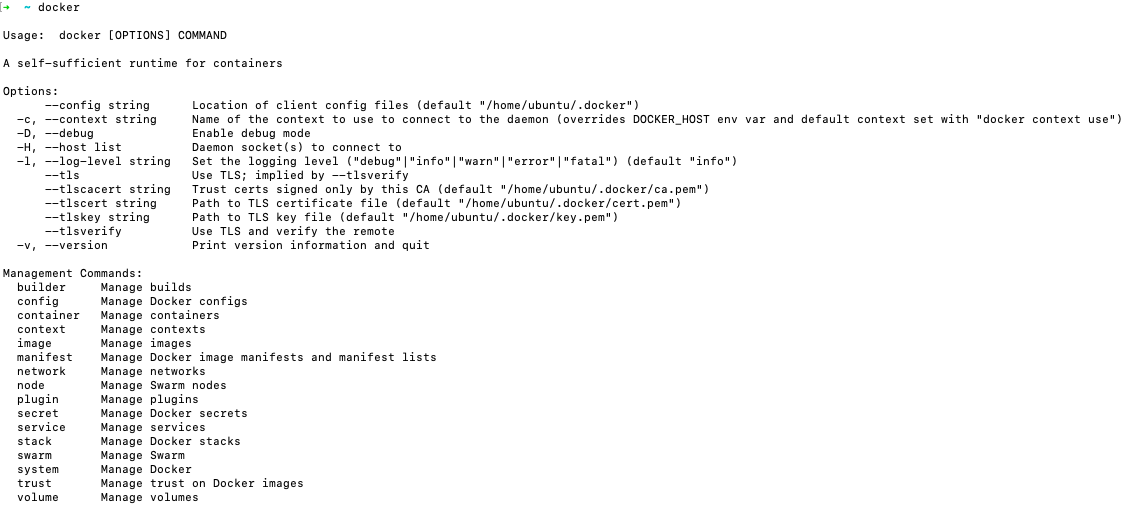 ➜  ~ docker

Usage:  docker [OPTIONS] COMMAND

A self-sufficient runtime for containers

Options:
      --config string      Location of client config files (default "/home/ubuntu/.docker")
  -c, --context string     Name of the context to use to connect to the daemon (overrides DOCKER_HOST env var and default context set with "docker context use")
  -D, --debug              Enable debug mode
  -H, --host list          Daemon socket(s) to connect to
  -l, --log-level string   Set the logging level ("debug"|"info"|"warn"|"error"|"fatal") (default "info")
      --tls                Use TLS; implied by --tlsverify
      --tlscacert string   Trust certs signed only by this CA (default "/home/ubuntu/.docker/ca.pem")
      --tlscert string     Path to TLS certificate file (default "/home/ubuntu/.docker/cert.pem")
      --tlskey string      Path to TLS key file (default "/home/ubuntu/.docker/key.pem")
      --tlsverify          Use TLS and verify the remote
  -v, --version            Print version information and quit

Management Commands:
  builder     Manage builds
  config      Manage Docker configs
  container   Manage containers
  context     Manage contexts
  image       Manage images
  manifest    Manage Docker image manifests and manifest lists
  network     Manage networks
  node        Manage Swarm nodes
  plugin      Manage plugins
  secret      Manage Docker secrets
  service     Manage services
  stack       Manage Docker stacks
  swarm       Manage Swarm
  system      Manage Docker
  trust       Manage trust on Docker images
  volume      Manage volumes